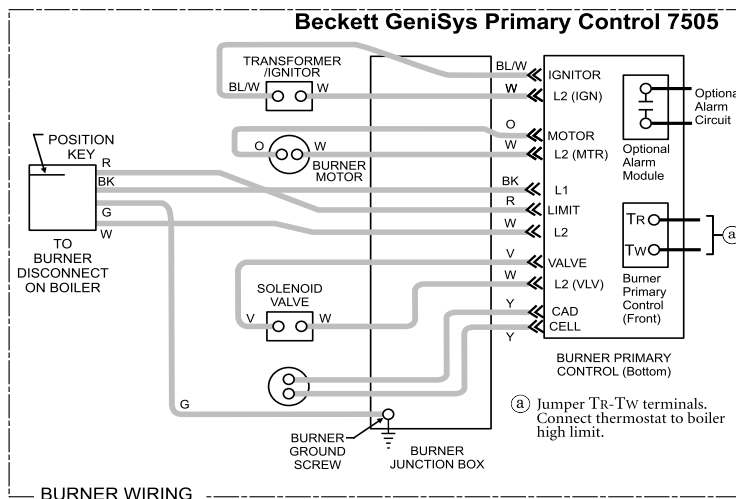 Beckett GeniSys Primary Control 7505
TRANSFORMER
/IGNITOR
BL/W
W
BL/W
IGNITOR
W
L2 (IGN)
Optional
Alarm
Module
Alarm
Circuit
O
W
BURNER
MOTOR
O
MOTOR
W
L2 (MTR)
POSITION
KEY
R
BK
G
W
TO
BURNER
DISCONNECT
ON BOILER
BK
L1
R
LIMIT
W
L2
TR
TW
a
Burner
Primary
Control
(Front)
V
VALVE
W
L2 (VLV)
SOLENOID
VALVE
V
W
Y
CAD
CELL
Y
BURNER PRIMARY
CONTROL (Bottom)
G
BURNER
GROUND
SCREW
BURNER
JUNCTION BOX
a Jumper TR-TW terminals.
Connect thermostat to boiler
high limit.
BURNER WIRING